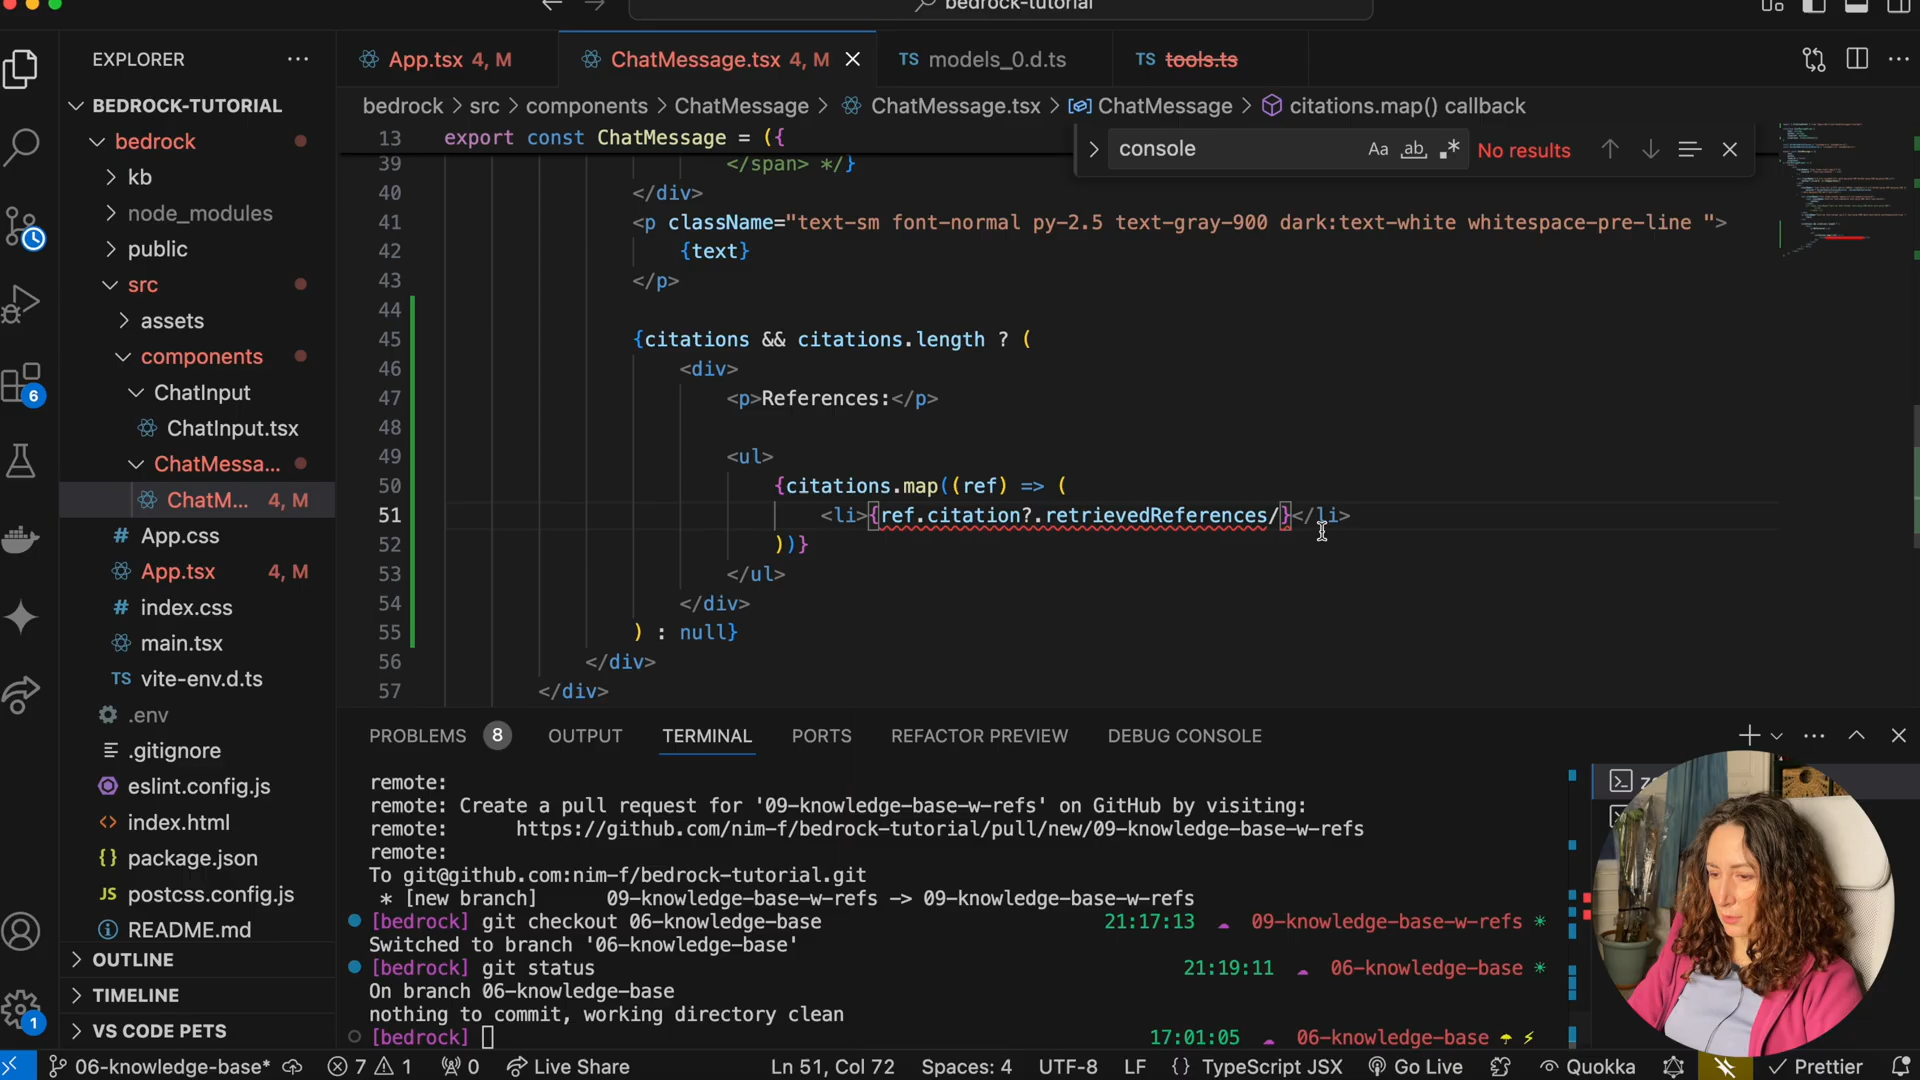 bedrock-tutorial
EXPLORER
App.tsx 4, M
ChatMessage.tsx 4, M
TS models_0.d.ts
TS tools.ts
BEDROCK-TUTORIAL
bedrock > src > components > ChatMessage > ChatMessage.tsx > ChatMessage > citations.map() callback
bedrock
kb
node_modules
public
src
assets
components
ChatInput
ChatInput.tsx
ChatMessa...
ChatM... 4, M
App.css
App.tsx 4, M
index.css
main.tsx
TS vite-env.d.ts
.env
.gitignore
eslint.config.js
index.html
package.json
JS postcss.config.js
README.md
OUTLINE
TIMELINE
VS CODE PETS
6
1
console
Aa ab No results
13 export const ChatMessage = ({
39 </span> */}
40 </div>
41 <p className="text-sm font-normal py-2.5 text-gray-900 dark:text-white whitespace-pre-line ">
42 {text}
43 </p>
44
45 {citations && citations.length ? (
46 <div>
47 <p>References:</p>
48
49 <ul>
50 {citations.map((ref) => (
51 <li>{ref.citation?.retrievedReferences/}</li>
52 ))}
53 </ul>
54 </div>
55 ) : null}
56 </div>
57 </div>
PROBLEMS 8 OUTPUT TERMINAL PORTS REFACTOR PREVIEW DEBUG CONSOLE
remote:
remote: Create a pull request for '09-knowledge-base-w-refs' on GitHub by visiting:
remote: https://github.com/nim-f/bedrock-tutorial/pull/new/09-knowledge-base-w-refs
remote:
To git@github.com:nim-f/bedrock-tutorial.git
* [new branch] 09-knowledge-base-w-refs -> 09-knowledge-base-w-refs
[bedrock] git checkout 06-knowledge-base 21:17:13 09-knowledge-base-w-refs *
Switched to branch '06-knowledge-base'
[bedrock] git status 21:19:11 06-knowledge-base *
On branch 06-knowledge-base
nothing to commit, working directory clean
[bedrock] 17:01:05 06-knowledge-base
06-knowledge-base* 7 1 0 Live Share Ln 51, Col 72 Spaces: 4 UTF-8 LF {} TypeScript JSX Go Live Quokka Prettier